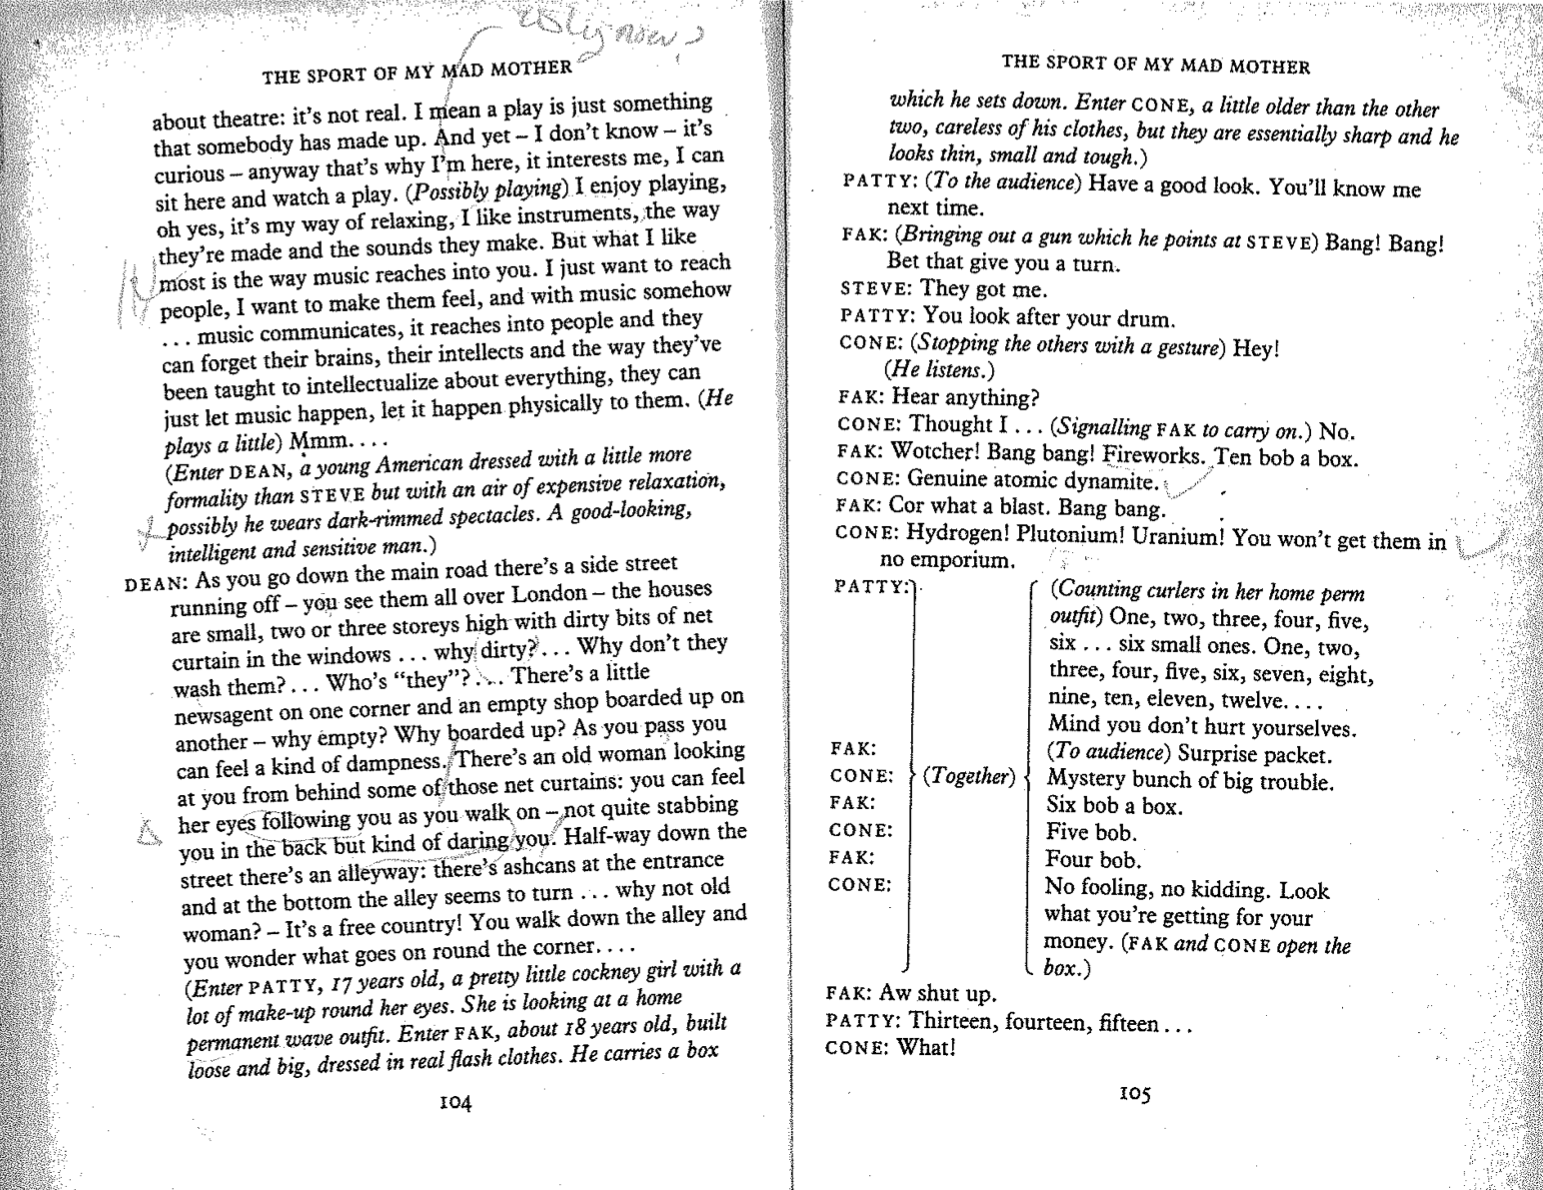 THE SPORT OF MY MAD MOTHER
about theatre: it's not real. I mean a play is just something
that somebody has made up. And yet – I don't know – it's
curious – anyway that's why I'm here, it interests me, I can
sit here and watch a play. (Possibly playing) I enjoy playing,
oh yes, it's my way of relaxing, I like instruments, the way
they're made and the sounds they make. But what I like
most is the way music reaches into you. I just want to reach
people, I want to make them feel, and with music somehow
... music communicates, it reaches into people and they
can forget their brains, their intellects and the way they've
been taught to intellectualize about everything, they can
just let music happen, let it happen physically to them. (He
plays a little) Mmm....
(Enter DEAN, a young American dressed with a little more
formality than STEVE but with an air of expensive relaxation,
possibly he wears dark-rimmed spectacles. A good-looking,
intelligent and sensitive man.)
DEAN: As you go down the main road there's a side street
running off – you see them all over London – the houses
are small, two or three storeys high with dirty bits of net
curtain in the windows ... why dirty? ... Why don't they
wash them? ... Who's "they"? ... There's a little
newsagent on one corner and an empty shop boarded up on
another – why empty? Why boarded up? As you pass you
can feel a kind of dampness. There's an old woman looking
at you from behind some of those net curtains: you can feel
her eyes following you as you walk on – not quite stabbing
you in the back but kind of daring you. Half-way down the
street there's an alleyway: there's ashcans at the entrance
and at the bottom the alley seems to turn ... why not old
woman? – It's a free country! You walk down the alley and
you wonder what goes on round the corner....
(Enter PATTY, 17 years old, a pretty little cockney girl with a
lot of make-up round her eyes. She is looking at a home
permanent wave outfit. Enter FAK, about 18 years old, built
loose and big, dressed in real flash clothes. He carries a box
104
THE SPORT OF MY MAD MOTHER
which he sets down. Enter CONE, a little older than the other
two, careless of his clothes, but they are essentially sharp and he
looks thin, small and tough.)
PATTY: (To the audience) Have a good look. You'll know me
next time.
FAK: (Bringing out a gun which he points at STEVE) Bang! Bang!
Bet that give you a turn.
STEVE: They got me.
PATTY: You look after your drum.
CONE: (Stopping the others with a gesture) Hey!
(He listens.)
FAK: Hear anything?
CONE: Thought I ... (Signalling FAK to carry on.) No.
FAK: Wotcher! Bang bang! Fireworks. Ten bob a box.
CONE: Genuine atomic dynamite.
FAK: Cor what a blast. Bang bang.
CONE: Hydrogen! Plutonium! Uranium! You won't get them in
no emporium.
PATTY: (Counting curlers in her home perm
outfit) One, two, three, four, five,
six ... six small ones. One, two,
three, four, five, six, seven, eight,
nine, ten, eleven, twelve....
Mind you don't hurt yourselves.
FAK: (To audience) Surprise packet.
CONE: (Together) Mystery bunch of big trouble.
FAK: Six bob a box.
CONE: Five bob.
FAK: Four bob.
CONE: No fooling, no kidding. Look
what you're getting for your
money. (FAK and CONE open the
box.)
FAK: Aw shut up.
PATTY: Thirteen, fourteen, fifteen ...
CONE: What!
105